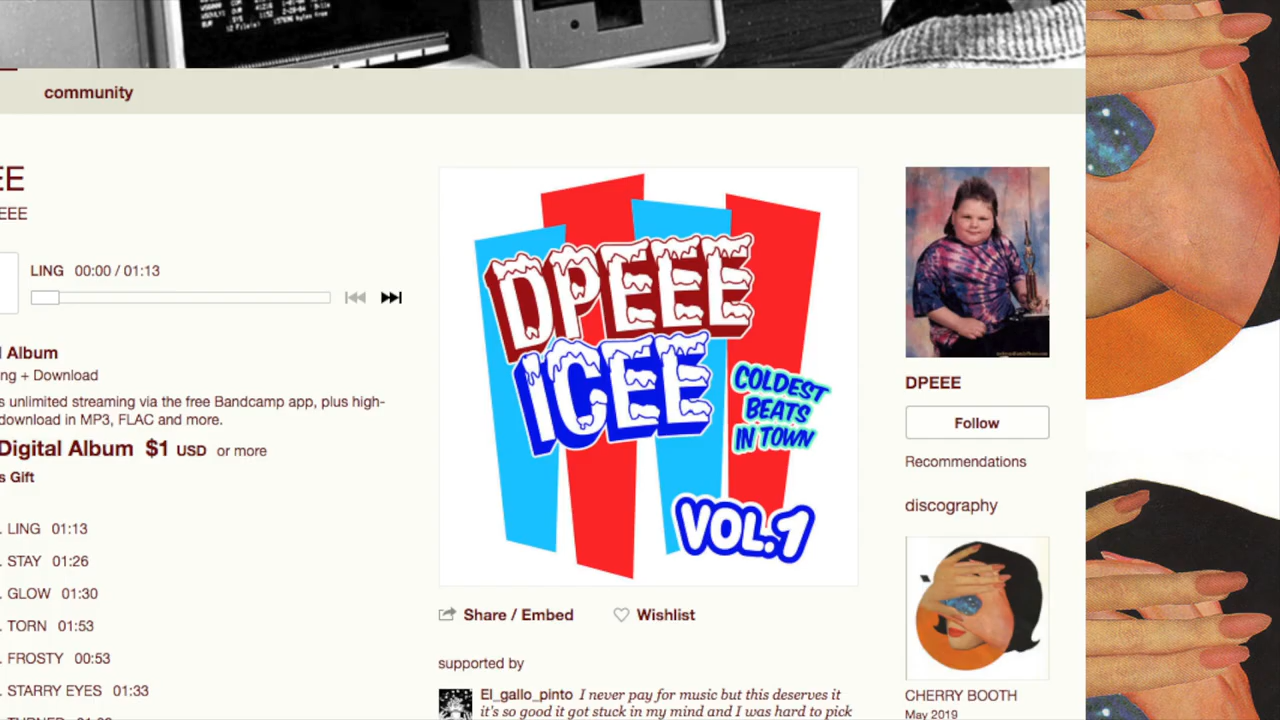 community
EE
EEE
LING 00:00 / 01:13
l Album
ng + Download
s unlimited streaming via the free Bandcamp app, plus high-
download in MP3, FLAC and more.
Digital Album $1 USD or more
s Gift
. LING 01:13
. STAY 01:26
. GLOW 01:30
. TORN 01:53
. FROSTY 00:53
. STARRY EYES 01:33
DPEEE
ICEE
COLDEST
BEATS
IN TOWN
VOL.1
Share / Embed
Wishlist
supported by
El_gallo_pinto I never pay for music but this deserves it
it's so good it got stuck in my mind and I was hard to pick
DPEEE
Follow
Recommendations
discography
CHERRY BOOTH
May 2019